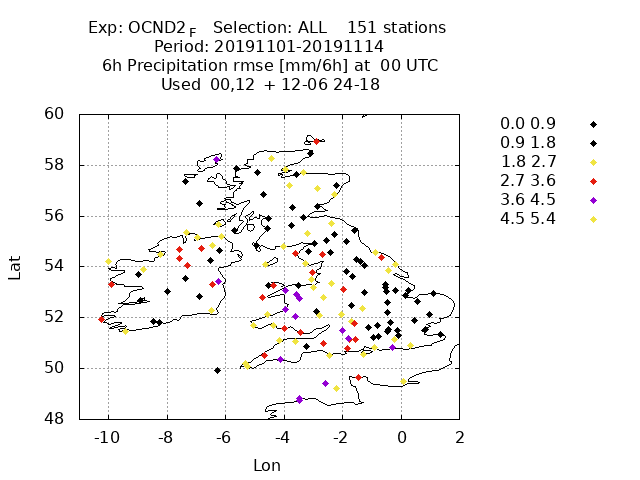 Exp: OCND2_F Selection: ALL 151 stations
Period: 20191101-20191114
6h Precipitation rmse [mm/6h] at 00 UTC
Used 00,12 + 12-06 24-18
60
58
56
54
52
50
48
-10 -8 -6 -4 -2 0 2
Lat
Lon
0.0 0.9
0.9 1.8
1.8 2.7
2.7 3.6
3.6 4.5
4.5 5.4